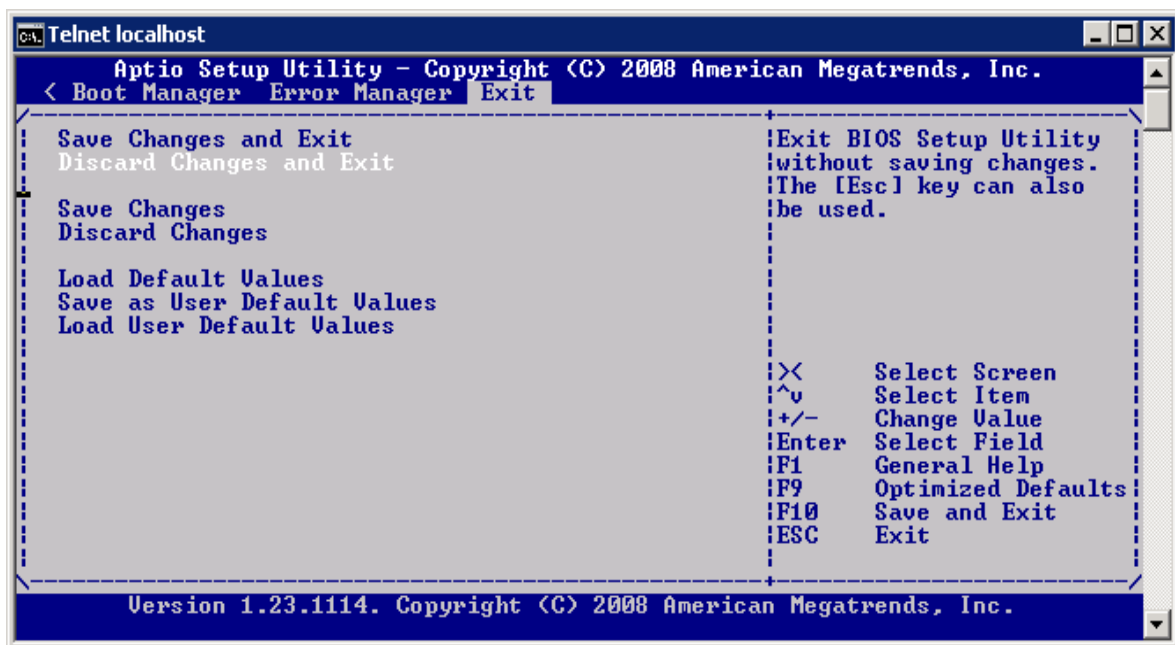 Telnet localhost
Aptio Setup Utility - Copyright (C) 2008 American Megatrends, Inc.
< Boot Manager Error Manager Exit
Save Changes and Exit
Discard Changes and Exit
Save Changes
Discard Changes
Load Default Values
Save as User Default Values
Load User Default Values
Exit BIOS Setup Utility
without saving changes.
The [Esc] key can also
be used.
>< Select Screen
^v Select Item
+/- Change Value
Enter Select Field
F1 General Help
F9 Optimized Defaults
F10 Save and Exit
ESC Exit
Version 1.23.1114. Copyright (C) 2008 American Megatrends, Inc.